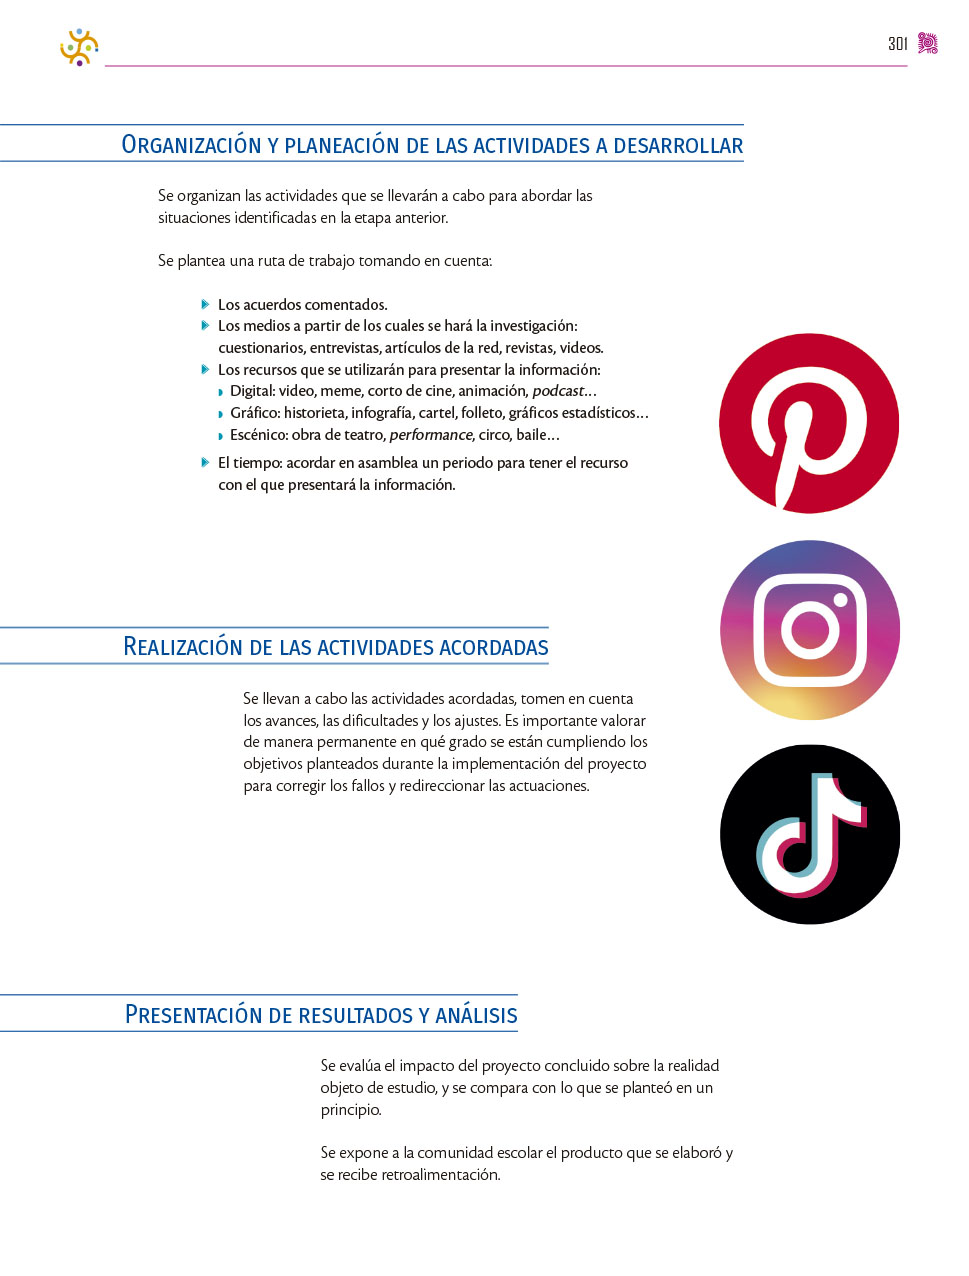 301
Organización y planeación de las actividades a desarrollar
Se organizan las actividades que se llevarán a cabo para abordar las
situaciones identificadas en la etapa anterior.
Se plantea una ruta de trabajo tomando en cuenta:
Los acuerdos comentados.
Los medios a partir de los cuales se hará la investigación:
cuestionarios, entrevistas, artículos de la red, revistas, videos.
Los recursos que se utilizarán para presentar la información:
Digital: video, meme, corto de cine, animación, podcast…
Gráfico: historieta, infografía, cartel, folleto, gráficos estadísticos…
Escénico: obra de teatro, performance, circo, baile…
El tiempo: acordar en asamblea un periodo para tener el recurso
con el que presentará la información.
Realización de las actividades acordadas
Se llevan a cabo las actividades acordadas, tomen en cuenta
los avances, las dificultades y los ajustes. Es importante valorar
de manera permanente en qué grado se están cumpliendo los
objetivos planteados durante la implementación del proyecto
para corregir los fallos y redireccionar las actuaciones.
Presentación de resultados y análisis
Se evalúa el impacto del proyecto concluido sobre la realidad
objeto de estudio, y se compara con lo que se planteó en un
principio.
Se expone a la comunidad escolar el producto que se elaboró y
se recibe retroalimentación.